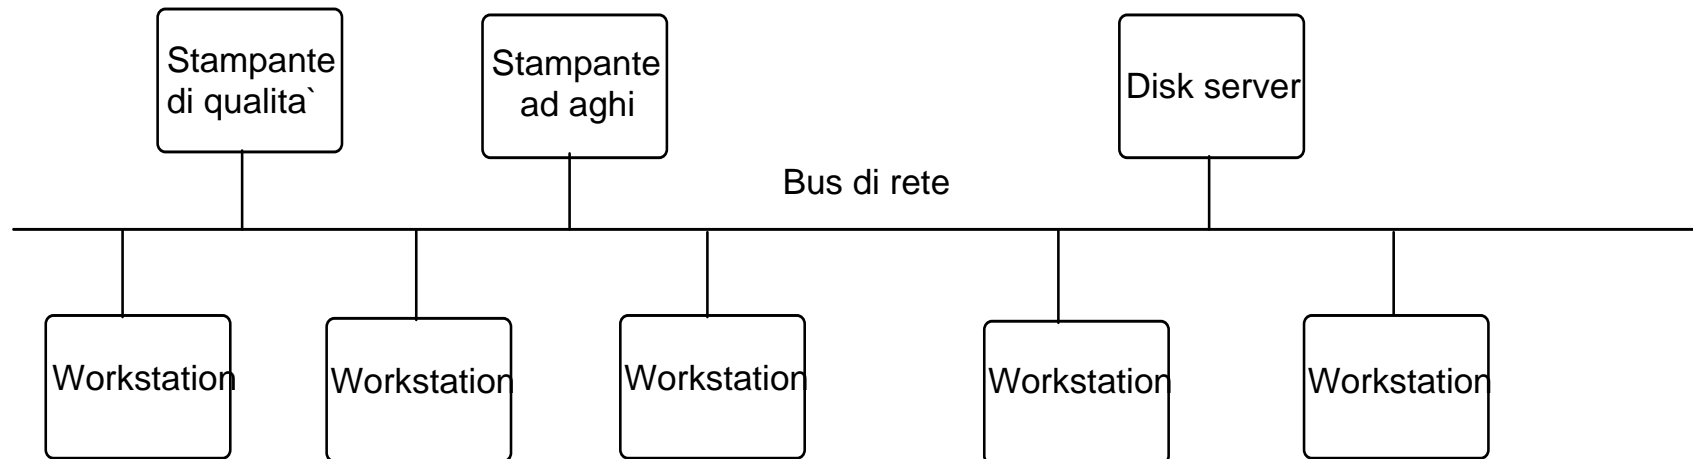 Stampante
di qualita`
Stampante
ad aghi
Disk server
Bus di rete
Workstation
Workstation
Workstation
Workstation
Workstation